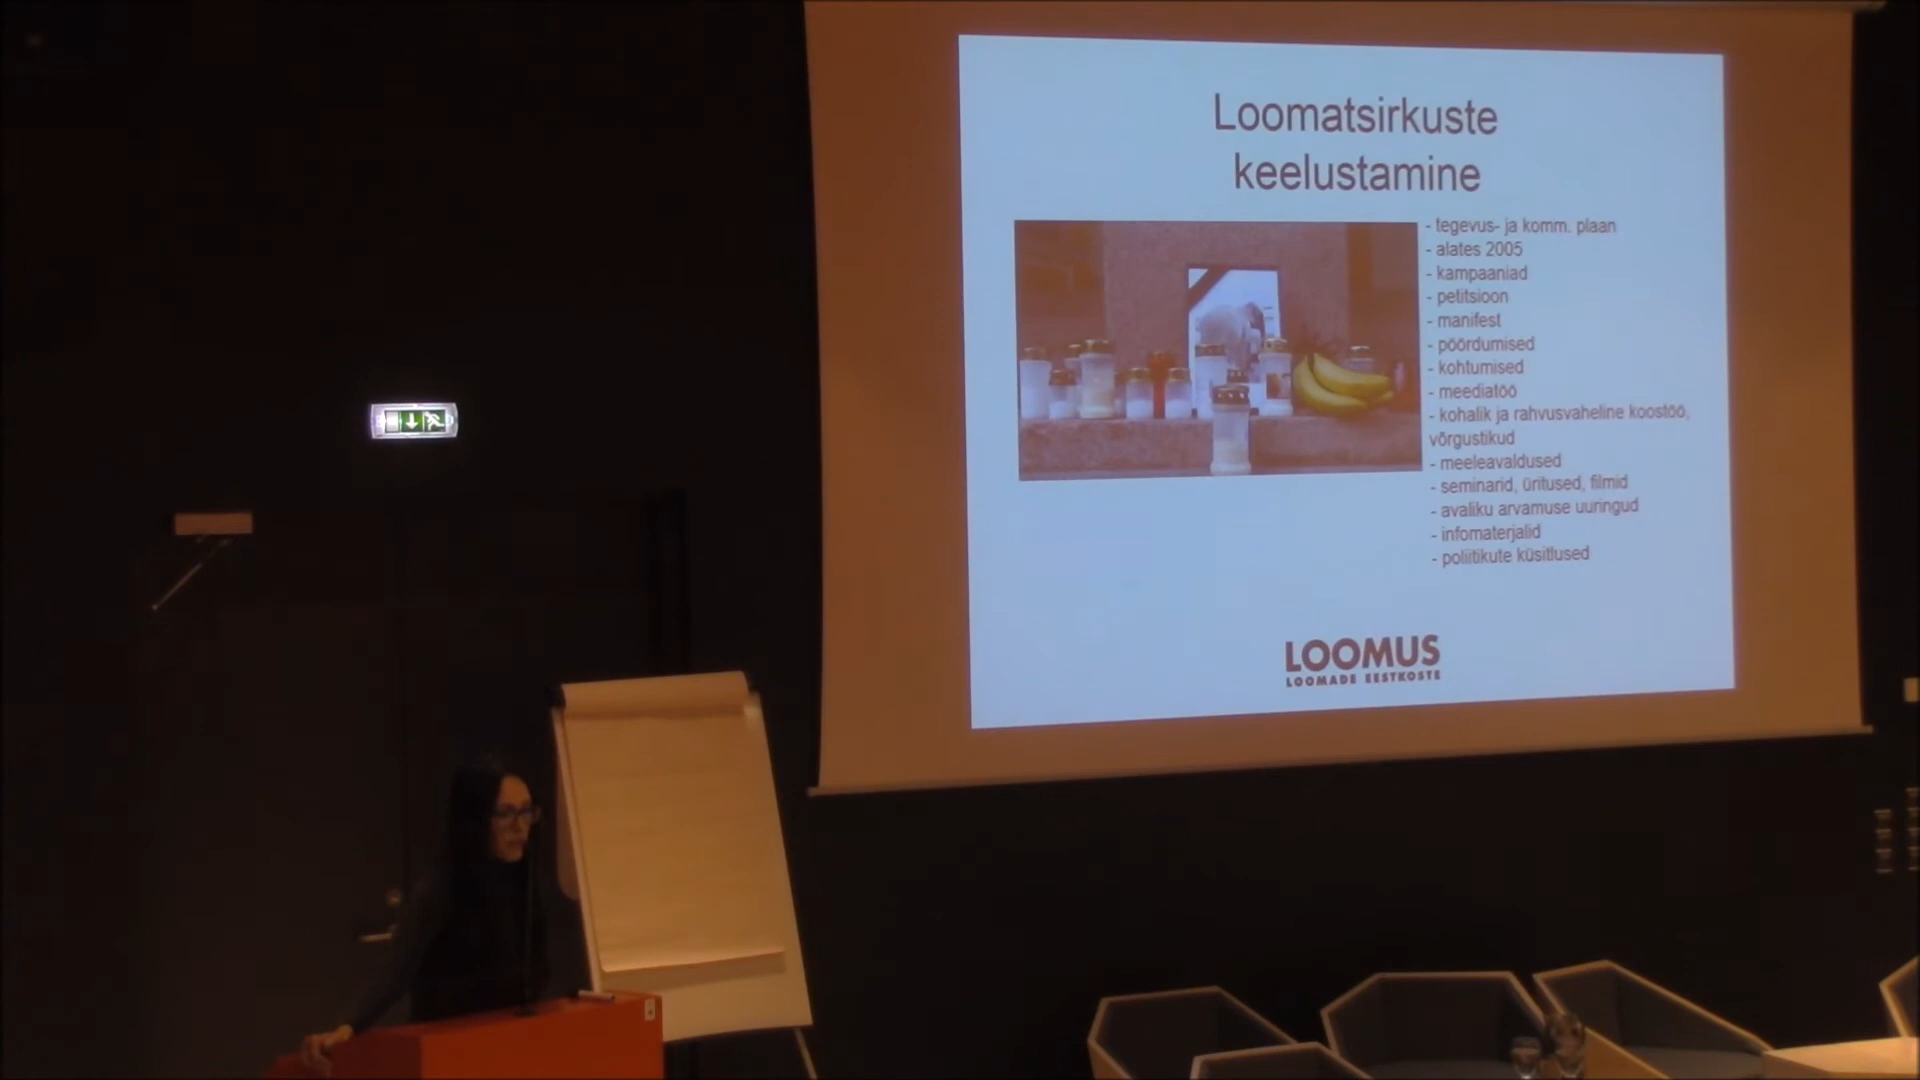 Loomatsirkuste
keelustamine
- tegevus- ja komm. plaan
- alates 2005
- kampaaniad
- petitsioon
- manifest
- pöördumised
- kohtumised
- meediatöö
- kohalik ja rahvusvaheline koostöö,
võrgustikud
- meeleavaldused
- seminarid, üritused, filmid
- avaliku arvamuse uuringud
- infomaterjalid
- poliitikute küsitlused
LOOMUS
LOOMADE EESTKOSTE